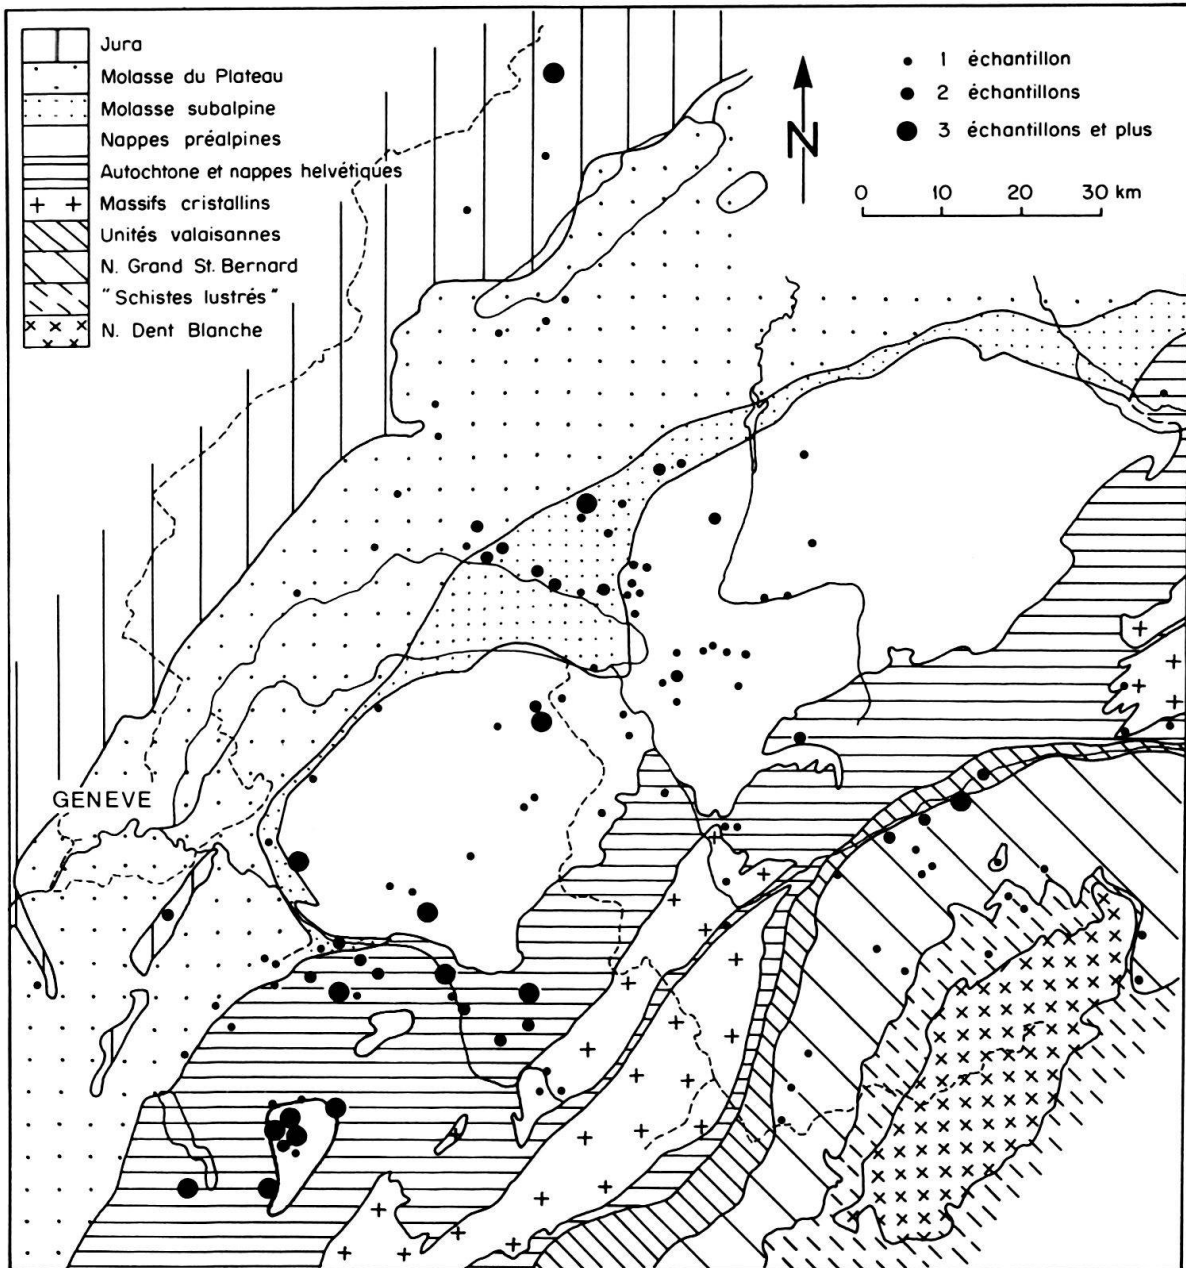 Jura
Molasse du Plateau
Molasse subalpine
Nappes préalpines
Autochtone et nappes helvétiques
Massifs cristallins
Unités valaisannes
N. Grand St. Bernard
"Schistes lustrés"
N. Dent Blanche
N
1 échantillon
2 échantillons
3 échantillons et plus
0 10 20 30 km
GENEVE